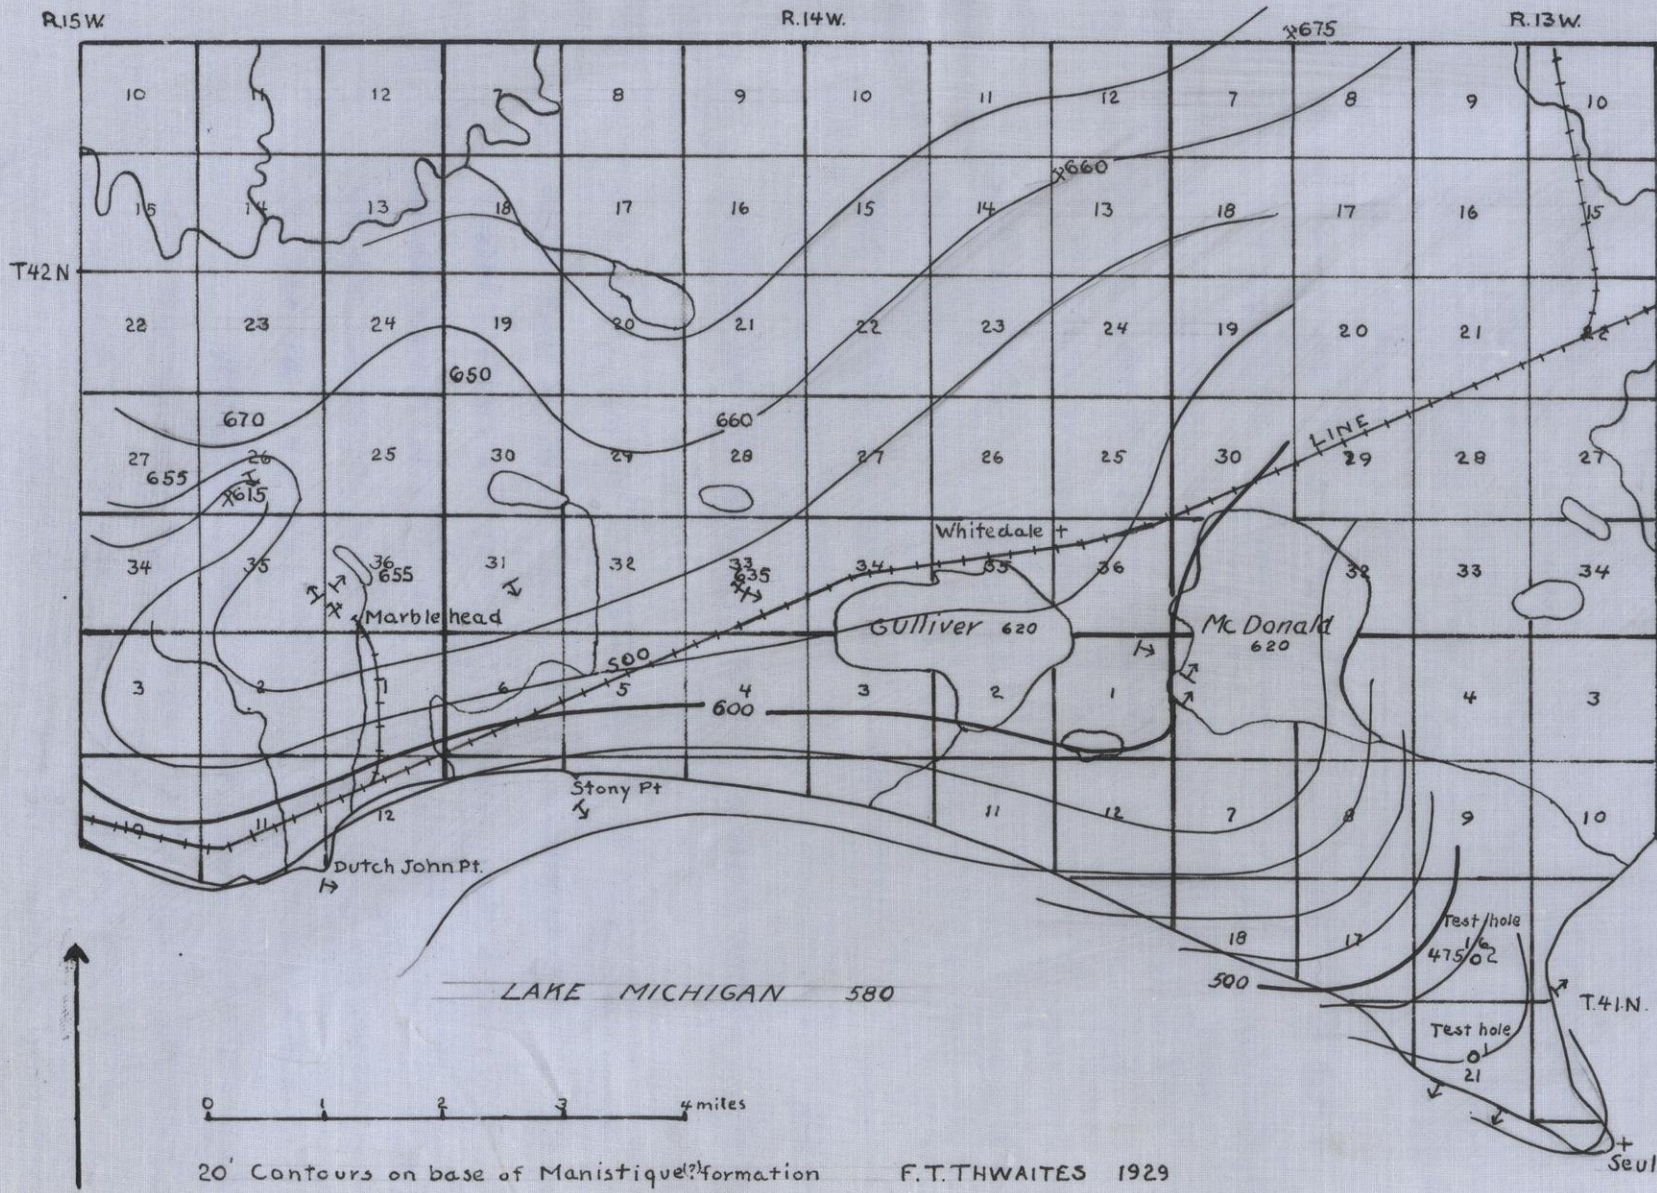 R.15W. R.14W. R.13W.
675
10 11 12 7 8 9 10 11 12 7 8 9 10
660
15 14 13 18 17 16 15 14 13 18 17 16 15
T42N
22 23 24 19 20 21 22 23 24 19 20 21 22
650
670 660
LINE
27 26 25 30 29 28 27 26 25 30 29 28 27
655
615
Whitedale
34 35 36 31 32 33 34 35 36 32 33 34
655 635
Marblehead Gulliver 620 McDonald
620
SOO
3 2 1 6 5 4 3 2 1 4 3
600
Stony Pt
10 11 12 11 12 7 8 9 10
Dutch John Pt.
Test hole
18 17 16
475 2
500
LAKE MICHIGAN 580
T.41.N.
Test hole
1
21
0 1 2 3 4 miles
Seul
20' Contours on base of Manistique(?) formation F.T. THWAITES 1929